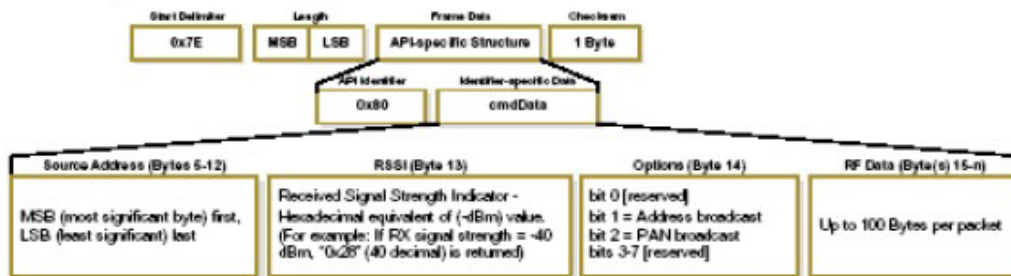 Start Delimiter
Length
Frame Data
Checksum
0x7E
MSB
LSB
API-specific Structure
1 Byte
API Identifier
Identifier-specific Data
0x80
cmdData
Source Address (Bytes 5-12)
RSSI (Byte 13)
Options (Byte 14)
RF Data (Byte(s) 15-n)
MSB (most significant byte) first,
LSB (least significant) last
Received Signal Strength Indicator -
Hexadecimal equivalent of (-dBm) value.
(For example: If RX signal strength = -40
dBm, "0x28" (40 decimal) is returned)
bit 0 [reserved]
bit 1 = Address broadcast
bit 2 = PAN broadcast
bits 3-7 [reserved]
Up to 100 Bytes per packet